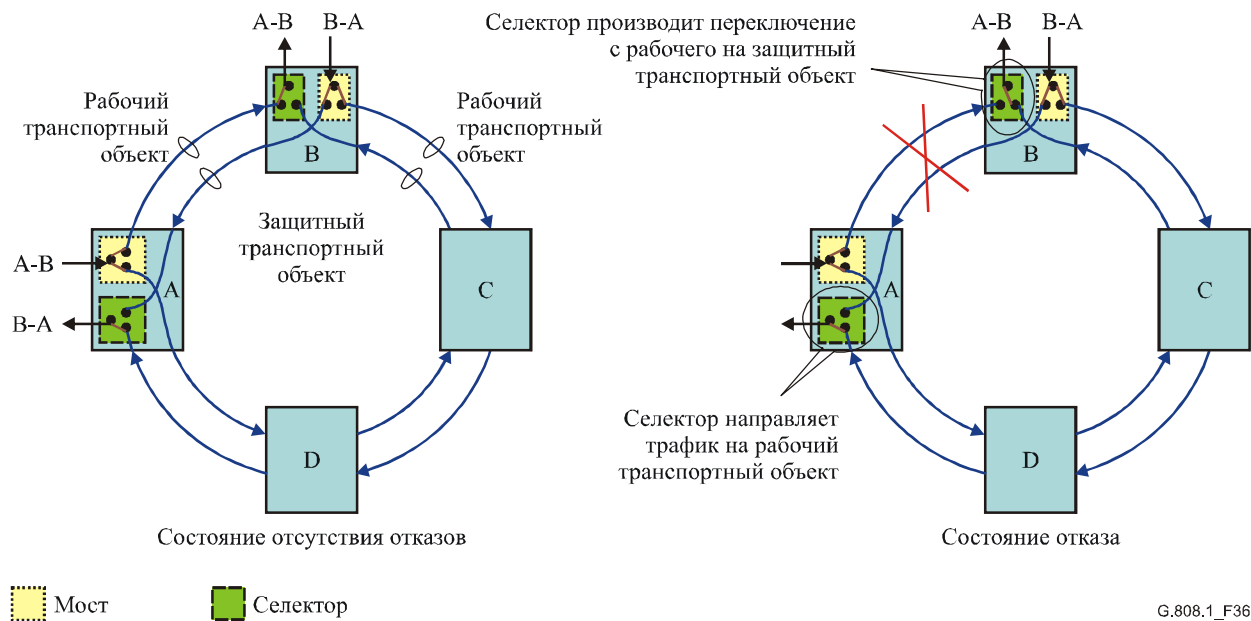 A-B
B-A
Рабочий
транспортный
объект
Рабочий
транспортный
объект
B
Защитный
транспортный
объект
A-B
A
B-A
C
D
Состояние отсутствия отказов
Селектор производит переключение
с рабочего на защитный
транспортный объект
A-B
B-A
B
A
C
Селектор направляет
трафик на рабочий
транспортный объект
D
Состояние отказа
Мост
Селектор
G.808.1_F36